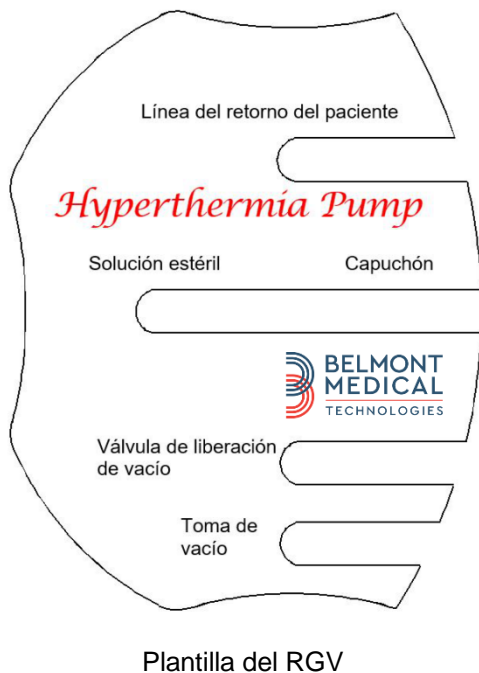 Línea del retorno del paciente
Hyperthermia Pump
Solución estéril
Capuchón
BELMONT
MEDICAL
TECHNOLOGIES
Válvula de liberación
de vacío
Toma de
vacío
Plantilla del RGV